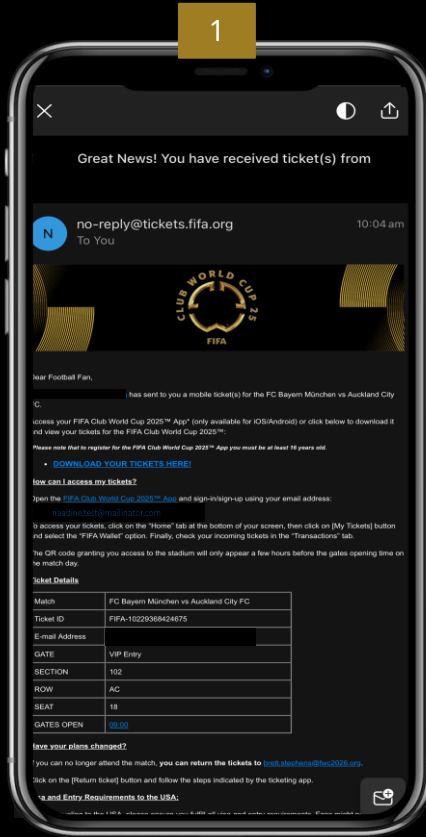 1
Great News! You have received ticket(s) from
N
no-reply@tickets.fifa.org
10:04 am
To You
CLUB WORLD CUP 25
FIFA
Dear Football Fan,
has sent to you a mobile ticket(s) for the FC Bayern München vs Auckland City
FC.
Access your FIFA Club World Cup 2025™ App* (only available for iOS/Android) or click below to download it
and view your tickets for the FIFA Club World Cup 2025™:
Please note that to register for the FIFA Club World Cup 2025™ App you must be at least 16 years old.
• DOWNLOAD YOUR TICKETS HERE!
How can I access my tickets?
Open the FIFA Club World Cup 2025™ App and sign-in/sign-up using your email address:
naadine.test@mailinator.com
To access your tickets, click on the "Home" tab at the bottom of your screen, then click on [My Tickets] button
and select the "FIFA Wallet" option. Finally, check your incoming tickets in the "Transactions" tab.
The QR code granting you access to the stadium will only appear a few hours before the gates opening time on
the match day.
Ticket Details
Match FC Bayern München vs Auckland City FC
Ticket ID FIFA-10229368424675
E-mail Address
GATE VIP Entry
SECTION 102
ROW AC
SEAT 18
GATES OPEN 09:00
Have your plans changed?
If you can no longer attend the match, you can return the tickets to brett.stephens@fwc2026.org.
Click on the [Return ticket] button and follow the steps indicated by the ticketing app.
Visa and Entry Requirements to the USA: